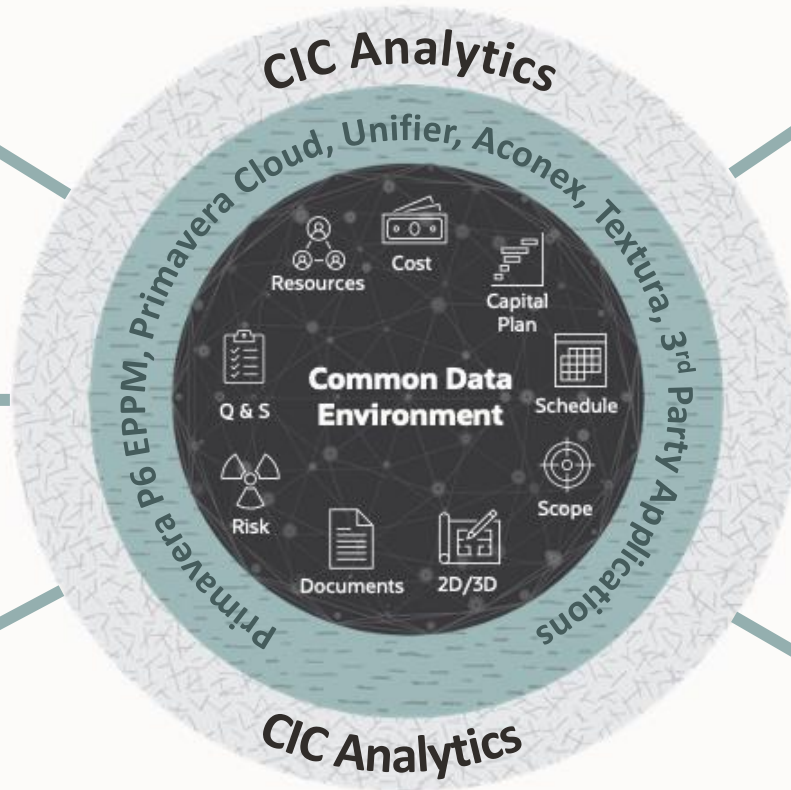 CIC Analytics
Primavera P6 EPPM, Primavera Cloud, Unifier, Aconex, Textura, 3rd Party Applications
Resources
Cost
Capital
Plan
Q & S
Common Data
Environment
Schedule
Risk
Scope
Documents
2D/3D
CIC Analytics